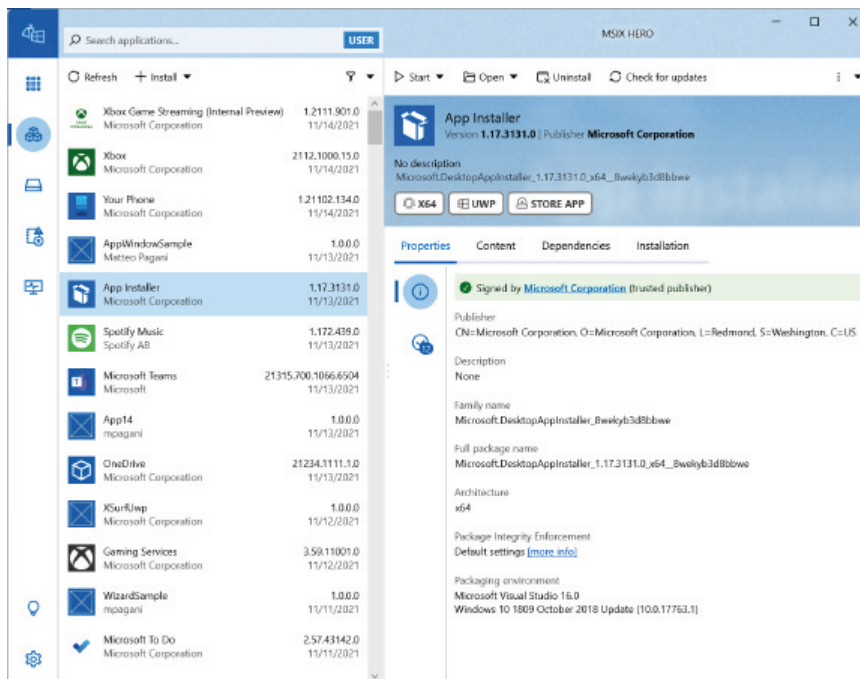 Search applications...
USER
MSIX HERO
Refresh
Install
Start
Open
Uninstall
Check for updates
Xbox Game Streaming (Internal Preview) 1.2111.901.0
Microsoft Corporation 11/14/2021
Xbox 2112.1000.15.0
Microsoft Corporation 11/14/2021
Your Phone 1.21102.134.0
Microsoft Corporation 11/14/2021
AppWindowSample 1.0.0.0
Matteo Pagani 11/13/2021
App Installer 1.17.3131.0
Microsoft Corporation 11/13/2021
Spotify Music 1.172.439.0
Spotify AB 11/13/2021
Microsoft Teams 21315.700.1066.6504
Microsoft 11/13/2021
App14 1.0.0.0
mpagani 11/13/2021
OneDrive 21234.1111.1.0
Microsoft Corporation 11/13/2021
XSurfUwp 1.0.0.0
Microsoft Corporation 11/12/2021
Gaming Services 3.59.11001.0
Microsoft Corporation 11/12/2021
WizardSample 1.0.0.0
mpagani 11/11/2021
Microsoft To Do 2.57.43142.0
Microsoft Corporation 11/11/2021
App Installer
Version 1.17.3131.0 | Publisher Microsoft Corporation
No description
Microsoft.DesktopAppInstaller_1.17.3131.0_x64__8wekyb3d8bbwe
X64
UWP
STORE APP
Properties
Content
Dependencies
Installation
12
Signed by Microsoft Corporation (trusted publisher)
Publisher
CN=Microsoft Corporation, O=Microsoft Corporation, L=Redmond, S=Washington, C=US
Description
None
Family name
Microsoft.DesktopAppInstaller_8wekyb3d8bbwe
Full package name
Microsoft.DesktopAppInstaller_1.17.3131.0_x64__8wekyb3d8bbwe
Architecture
x64
Package Integrity Enforcement
Default settings [more info]
Packaging environment
Microsoft Visual Studio 16.0
Windows 10 1809 October 2018 Update (10.0.17763.1)